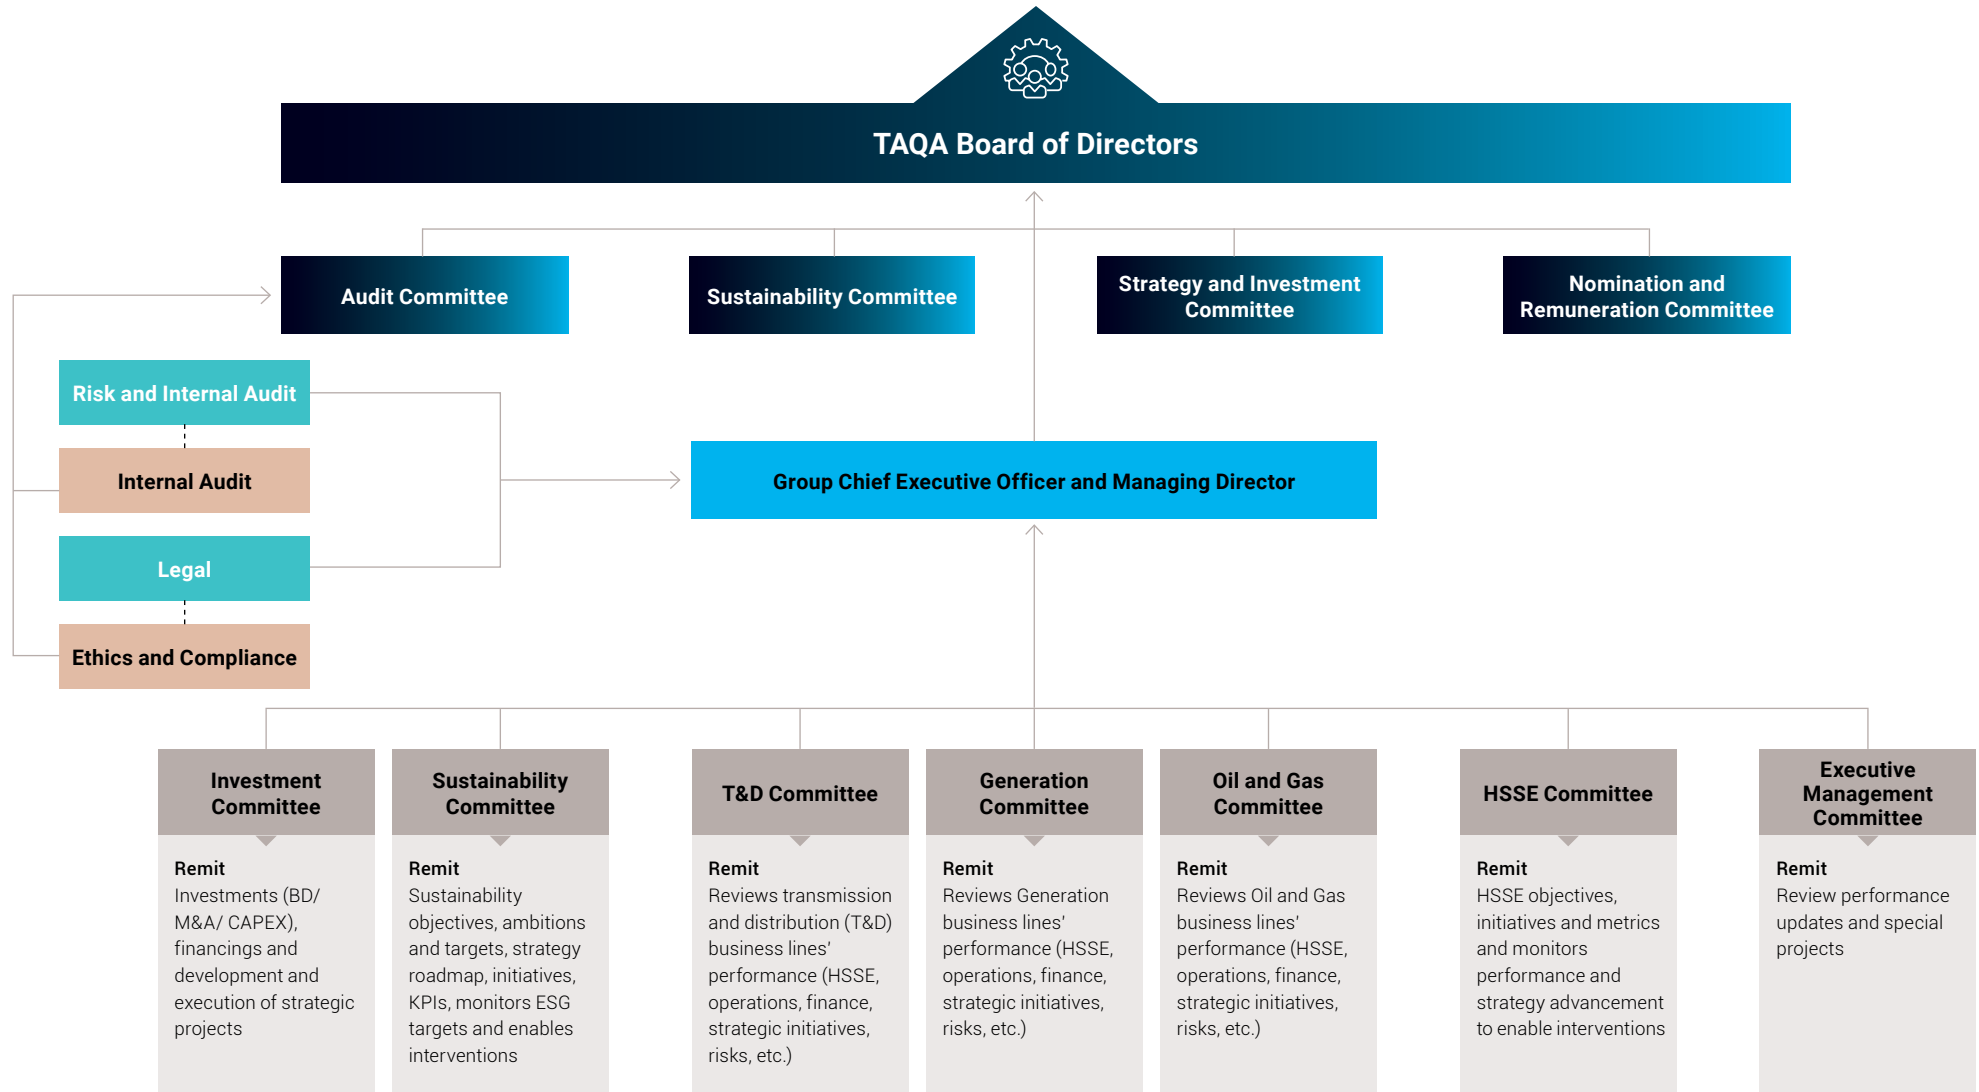 TAQA Board of Directors
Audit Committee
Sustainability Committee
Strategy and Investment
Committee
Nomination and
Remuneration Committee
Risk and Internal Audit
Internal Audit
Legal
Ethics and Compliance
Group Chief Executive Officer and Managing Director
Investment
Committee
Remit
Investments (BD/
M&A/ CAPEX),
financings and
development and
execution of strategic
projects
Sustainability
Committee
Remit
Sustainability
objectives, ambitions
and targets, strategy
roadmap, initiatives,
KPIs, monitors ESG
targets and enables
interventions
T&D Committee
Remit
Reviews transmission
and distribution (T&D)
business lines’
performance (HSSE,
operations, finance,
strategic initiatives,
risks, etc.)
Generation
Committee
Remit
Reviews Generation
business lines’
performance (HSSE,
operations, finance,
strategic initiatives,
risks, etc.)
Oil and Gas
Committee
Remit
Reviews Oil and Gas
business lines’
performance (HSSE,
operations, finance,
strategic initiatives,
risks, etc.)
HSSE Committee
Remit
HSSE objectives,
initiatives and metrics
and monitors
performance and
strategy advancement
to enable interventions
Executive
Management
Committee
Remit
Review performance
updates and special
projects